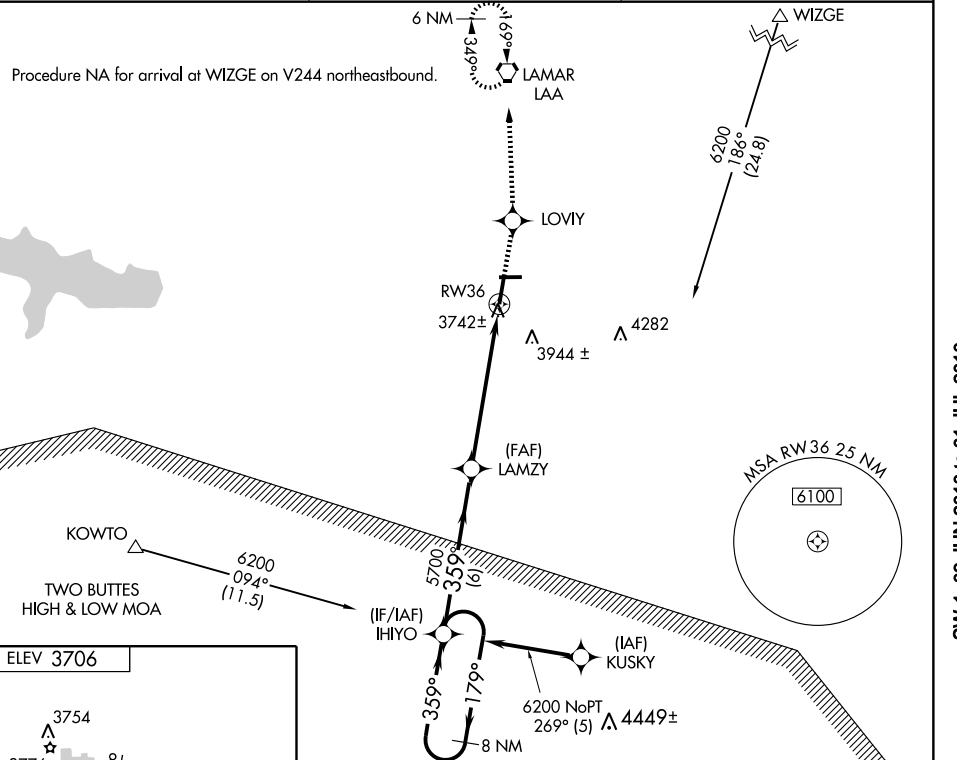 6 NM
169°
349°
WIZGE
Procedure NA for arrival at WIZGE on V244 northeastbound.
LAMAR
LAA
6200
186°
(24.8)
LOVIY
RW36
3742±
3944 ±
4282
(FAF)
LAMZY
MSA RW36 25 NM
6100
KOWTO
6200
094°
(11.5)
TWO BUTTES
HIGH & LOW MOA
5700
359°
(6)
(IF/IAF)
IHIYO
(IAF)
KUSKY
359°
179°
6200 NoPT
269° (5)
4449±
8 NM
ELEV 3706
3754